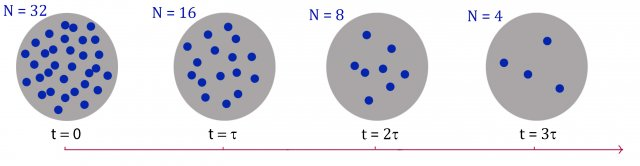 N = 32
N = 16
N = 8
N = 4
t = 0
t = τ
t = 2τ
t = 3τ